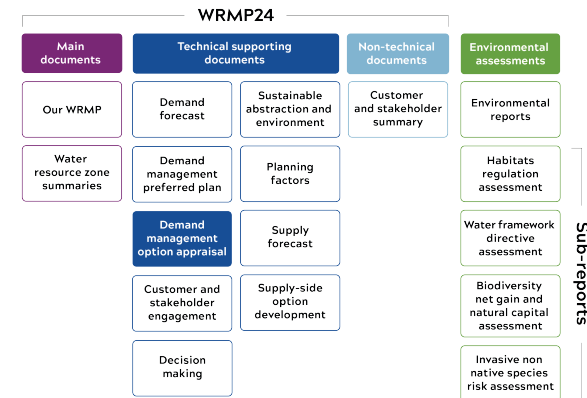 WRMP24
Main
documents
Technical supporting
documents
Non-technical
documents
Environmental
assessments
Our WRMP
Demand
forecast
Sustainable
abstraction and
environment
Customer
and stakeholder
summary
Environmental
reports
Water
resource zone
summaries
Demand
management
preferred plan
Planning
factors
Habitats
regulation
assessment
Demand
management
option appraisal
Supply
forecast
Water framework
directive
assessment
Customer and
stakeholder
engagement
Supply-side
option
development
Biodiversity
net gain and
natural capital
assessment
Decision
making
Invasive non
native species
risk assessment
Sub-reports